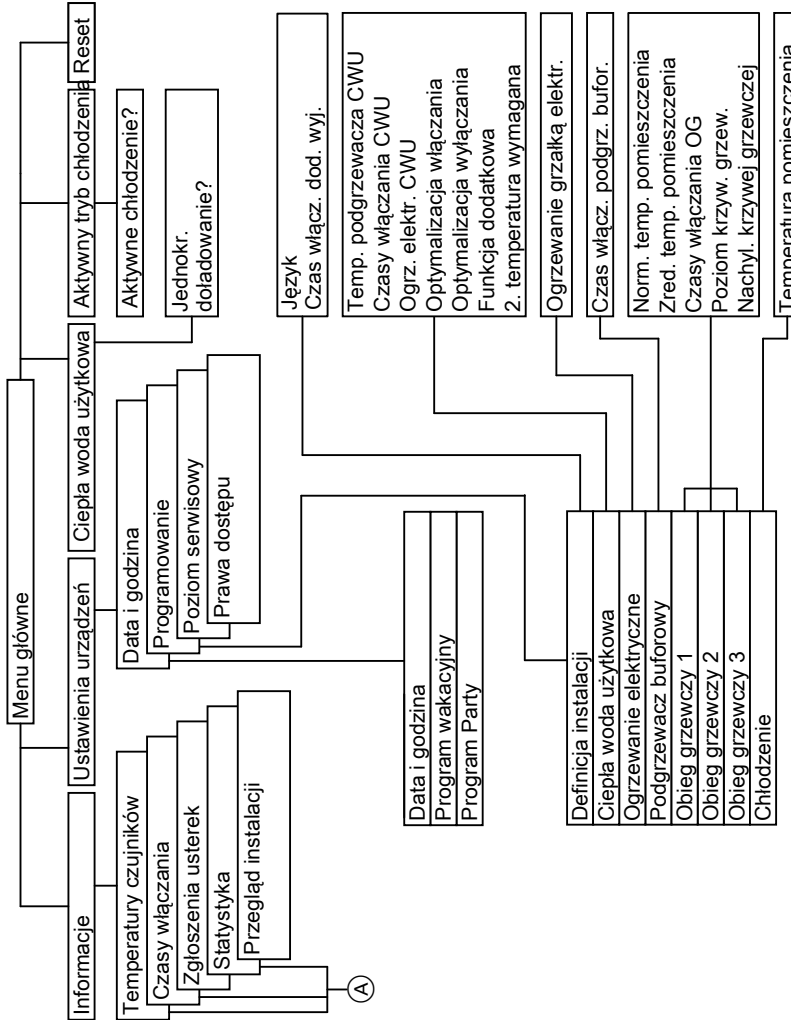 Menu główne
Informacje
Ustawienia urządzeń
Ciepła woda użytkowa
Aktywny tryb chłodzenia
Reset
Temperatury czujników
Czasy włączania
Zgłoszenia usterek
Statystyka
Przegląd instalacji
A
Data i godzina
Programowanie
Poziom serwisowy
Prawa dostępu
Jednokr.
doładowanie?
Aktywne chłodzenie?
Data i godzina
Program wakacyjny
Program Party
Definicja instalacji
Ciepła woda użytkowa
Ogrzewanie elektryczne
Podgrzewacz buforowy
Obieg grzewczy 1
Obieg grzewczy 2
Obieg grzewczy 3
Chłodzenie
Język
Czas włącz. dod. wyj.
Temp. podgrzewacza CWU
Czasy włączania CWU
Ogrz. elektr. CWU
Optymalizacja włączania
Optymalizacja wyłączania
Funkcja dodatkowa
2. temperatura wymagana
Ogrzewanie grzałką elektr.
Czas włącz. podgrz. bufor.
Norm. temp. pomieszczenia
Zred. temp. pomieszczenia
Czasy włączania OG
Poziom krzyw. grzew.
Nachyl. krzywej grzewczej
Temperatura pomieszczenia